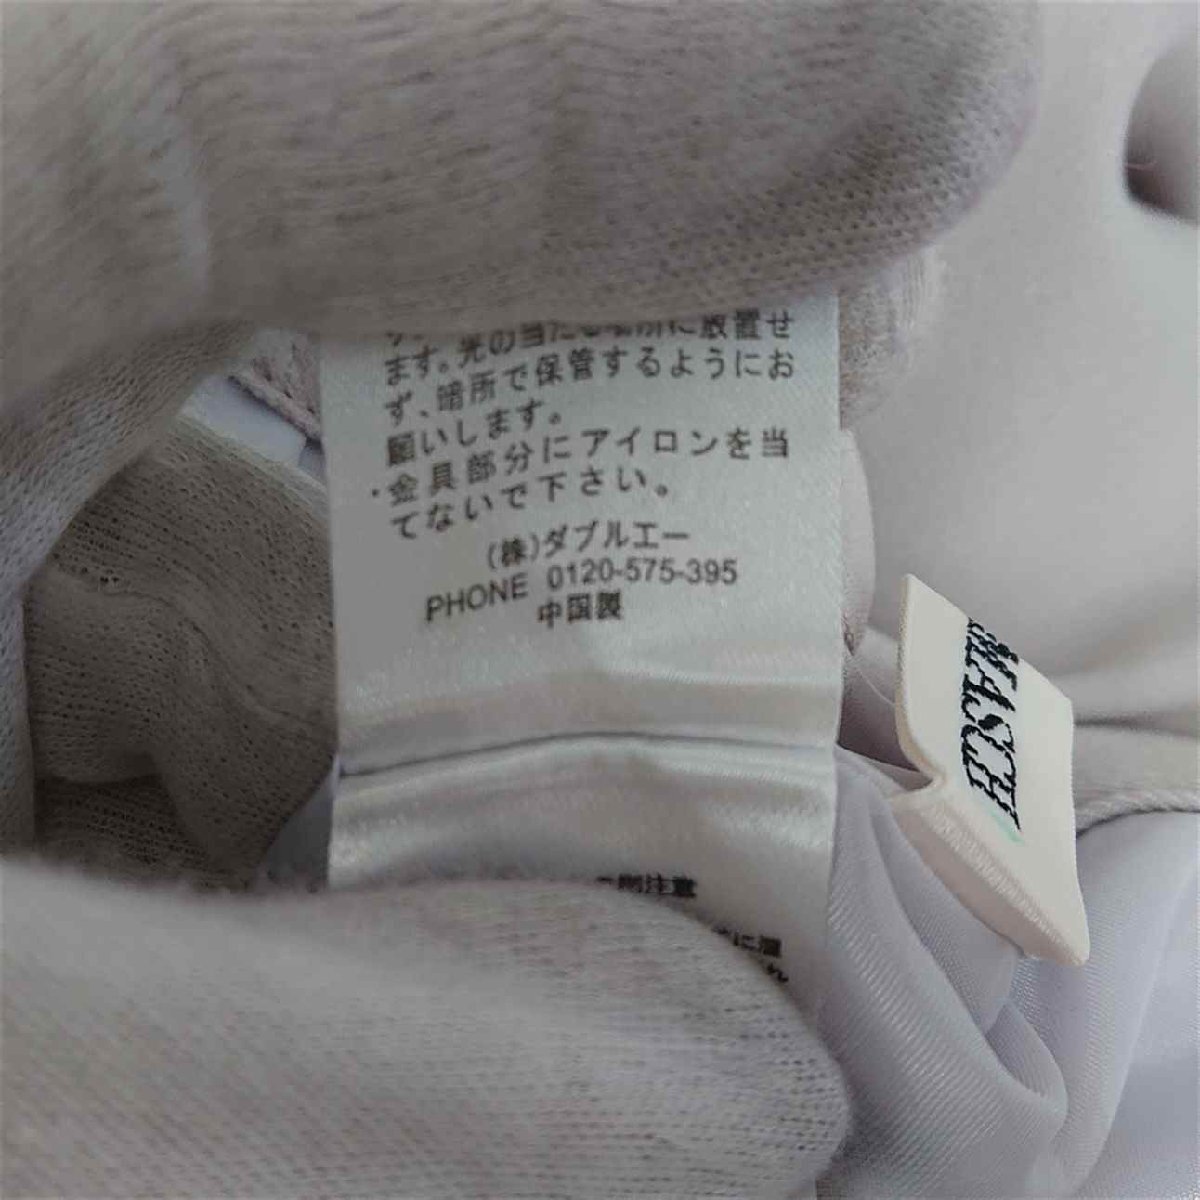 ます。光の当たる場所に放置せ
ず、暗所で保管するようにお
願いします。
・金具部分にアイロンを当
てないで下さい。
(株)ダブルエー
PHONE 0120-575-395
中国製
注意
MASCH